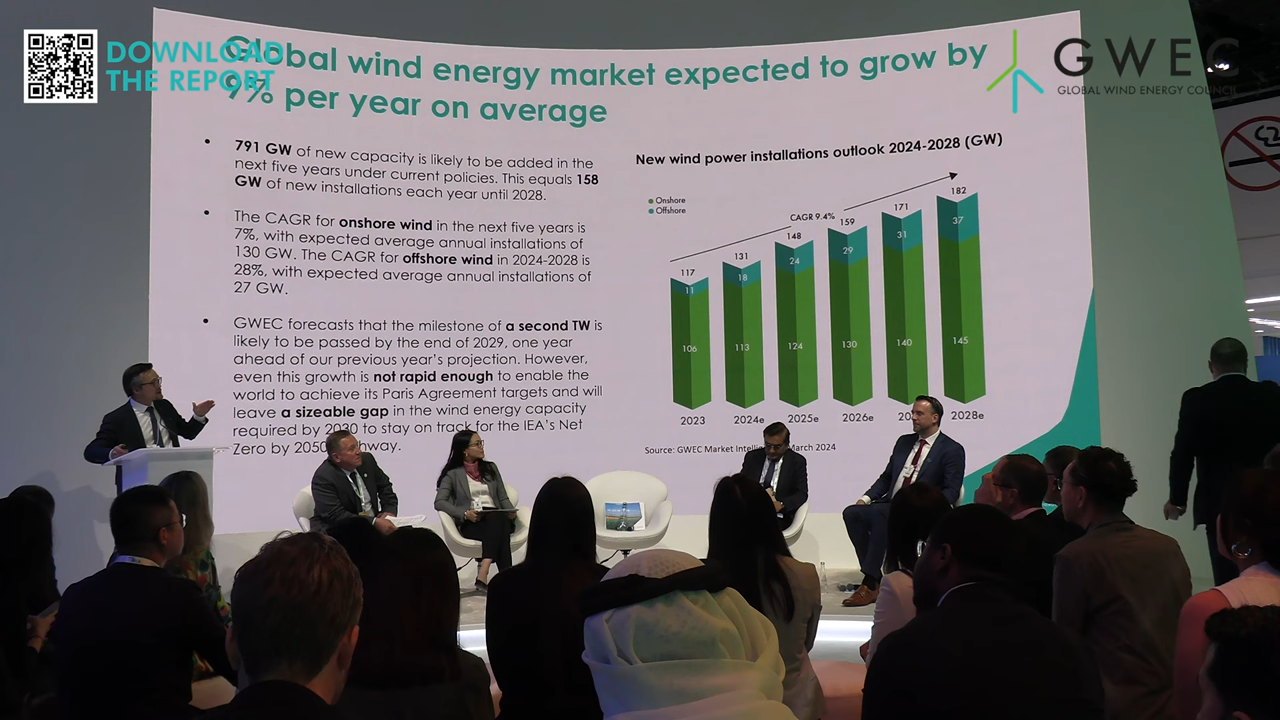 DOWNLOAD
THE REPORT
Global wind energy market expected to grow by
9% per year on average
GWEC
GLOBAL WIND ENERGY COUNCIL
• 791 GW of new capacity is likely to be added in the
next five years under current policies. This equals 158
GW of new installations each year until 2028.
• The CAGR for onshore wind in the next five years is
7%, with expected average annual installations of
130 GW. The CAGR for offshore wind in 2024-2028 is
28%, with expected average annual installations of
27 GW.
• GWEC forecasts that the milestone of a second TW is
likely to be passed by the end of 2029, one year
ahead of our previous year's projection. However,
even this growth is not rapid enough to enable the
world to achieve its Paris Agreement targets and will
leave a sizeable gap in the wind energy capacity
required by 2030 to stay on track for the IEA's Net
Zero by 2050
New wind power installations outlook 2024-2028 (GW)
Onshore
Offshore
CAGR 9.4%
117
131
148
159
171
182
11
18
24
29
31
37
106
113
124
130
140
145
2023
2024e
2025e
2026e
2028e
Source: GWEC Market March 2024